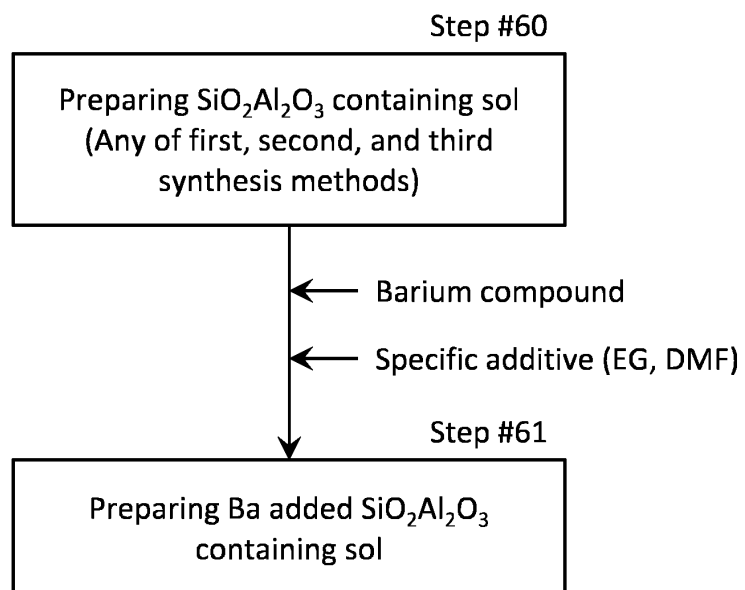 Step #60
Preparing SiO₂Al₂O₃ containing sol
(Any of first, second, and third
synthesis methods)
Barium compound
Specific additive (EG, DMF)
Step #61
Preparing Ba added SiO₂Al₂O₃
containing sol